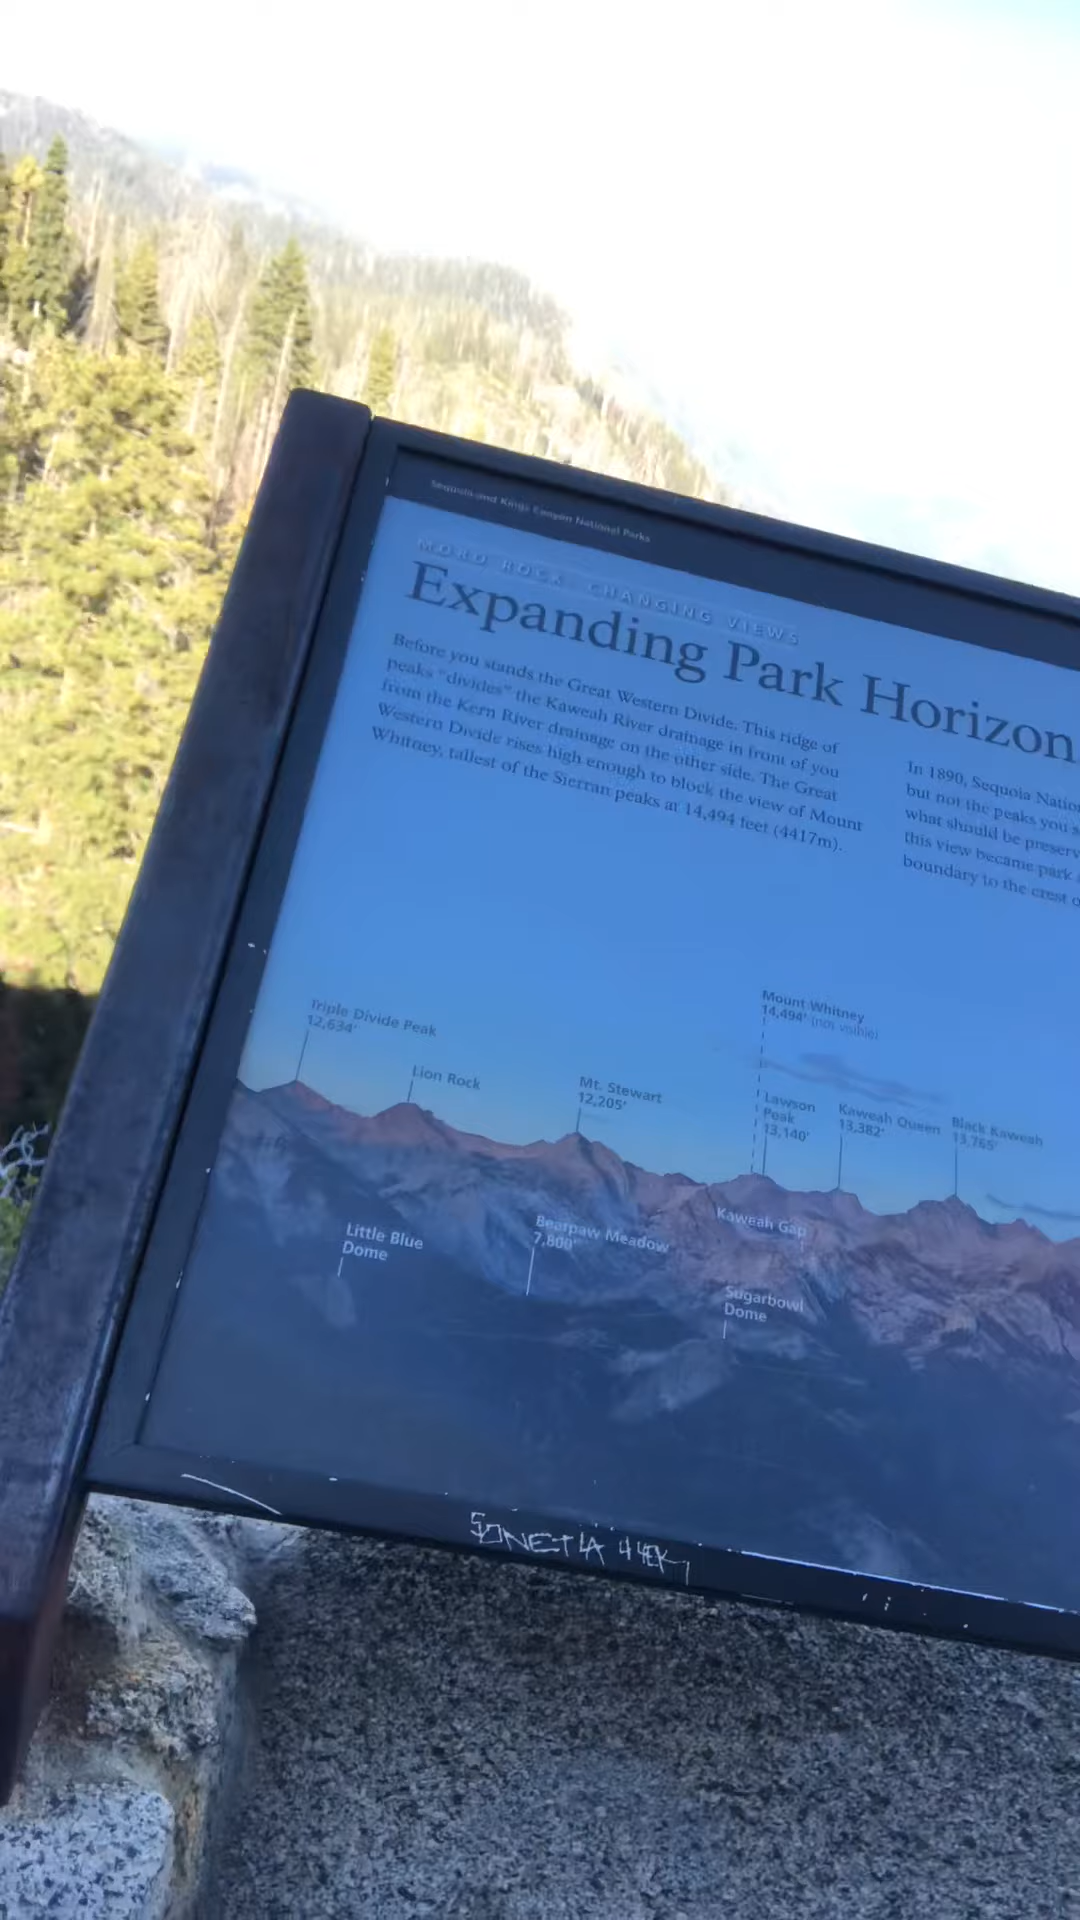 Sequoia and Kings Canyon National Parks
MORO ROCK: CHANGING VIEWS
Expanding Park Horizon
Before you stands the Great Western Divide. This ridge of
peaks "divides" the Kaweah River drainage in front of you
from the Kern River drainage on the other side. The Great
Western Divide rises high enough to block the view of Mount
Whitney, tallest of the Sierran peaks at 14,494 feet (4417m).
In 1890, Sequoia Natio
but not the peaks you s
what should be preserv
this view became park
boundary to the crest o
Triple Divide Peak
12,634'
Lion Rock
Mt. Stewart
12,205'
Mount Whitney
14,494' (not visible)
Lawson
Peak
13,140'
Kaweah Queen
13,382'
Black Kaweah
13,765'
Little Blue
Dome
Bearpaw Meadow
7,800'
Kaweah Gap
Sugarbowl
Dome